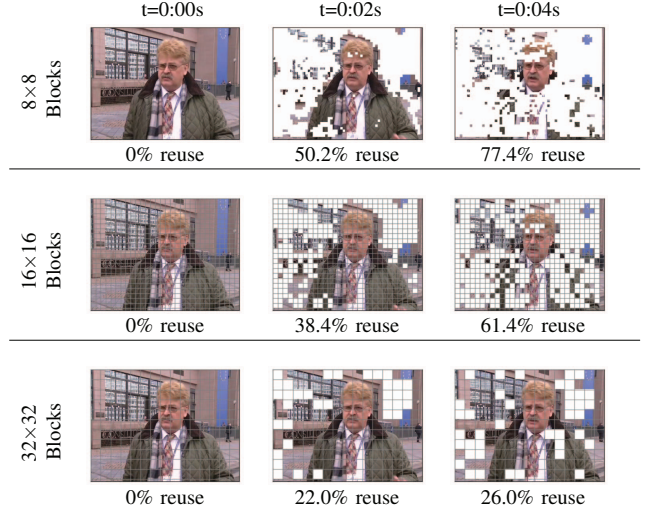 t=0:00s t=0:02s t=0:04s
8×8
Blocks
0% reuse 50.2% reuse 77.4% reuse
16×16
Blocks
0% reuse 38.4% reuse 61.4% reuse
32×32
Blocks
0% reuse 22.0% reuse 26.0% reuse